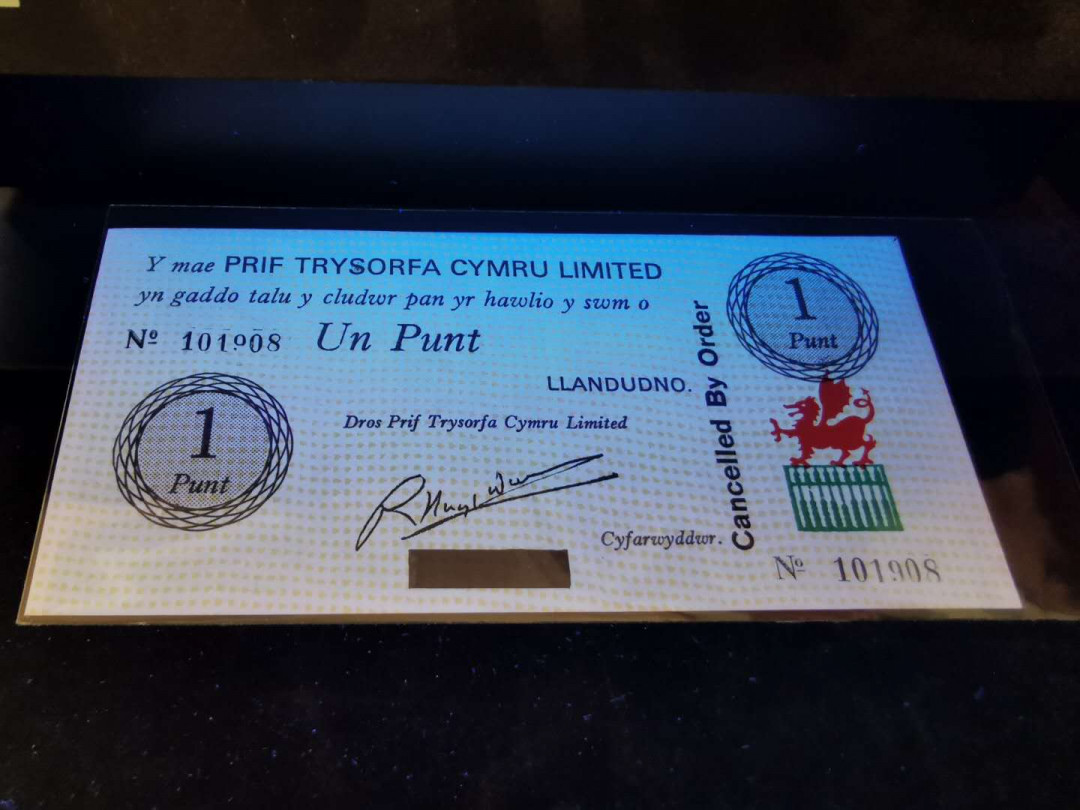 Y mae PRIF TRYSORFA CYMRU LIMITED
yn gaddo talu y cludwr pan yr hawlio y swm o
Nº 101908 Un Punt
1
Punt
LLANDUDNO.
Dros Prif Trysorfa Cymru Limited
1
Punt
Cyfarwyddwr.
Cancelled By Order
Nº 101908